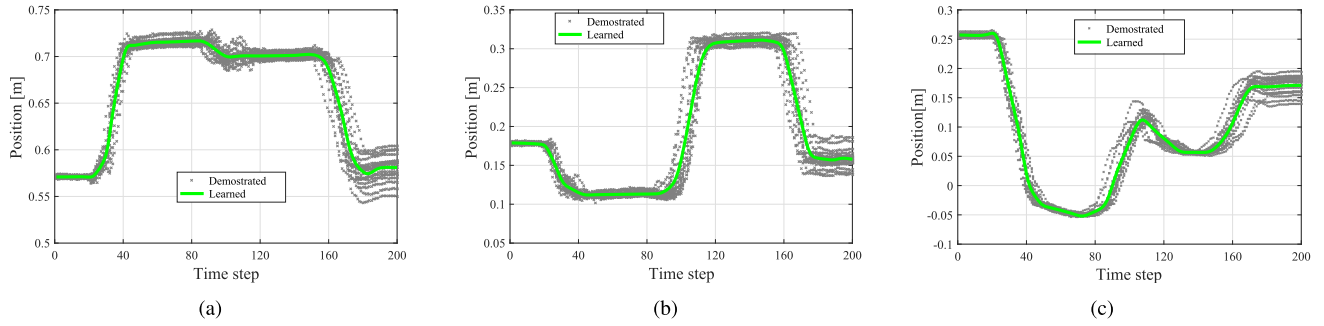 0.75
0.7
0.65
0.6
0.55
0.5
Position [m]
Demostrated
Learned
0 40 80 120 160 200
Time step
(a)
0.35
0.3
0.25
0.2
0.15
0.1
0.05
Position [m]
Demostrated
Learned
0 40 80 120 160 200
Time step
(b)
0.3
0.25
0.2
0.15
0.1
0.05
0
-0.05
-0.1
Position[m]
Demostrated
Learned
0 40 80 120 160 200
Time step
(c)